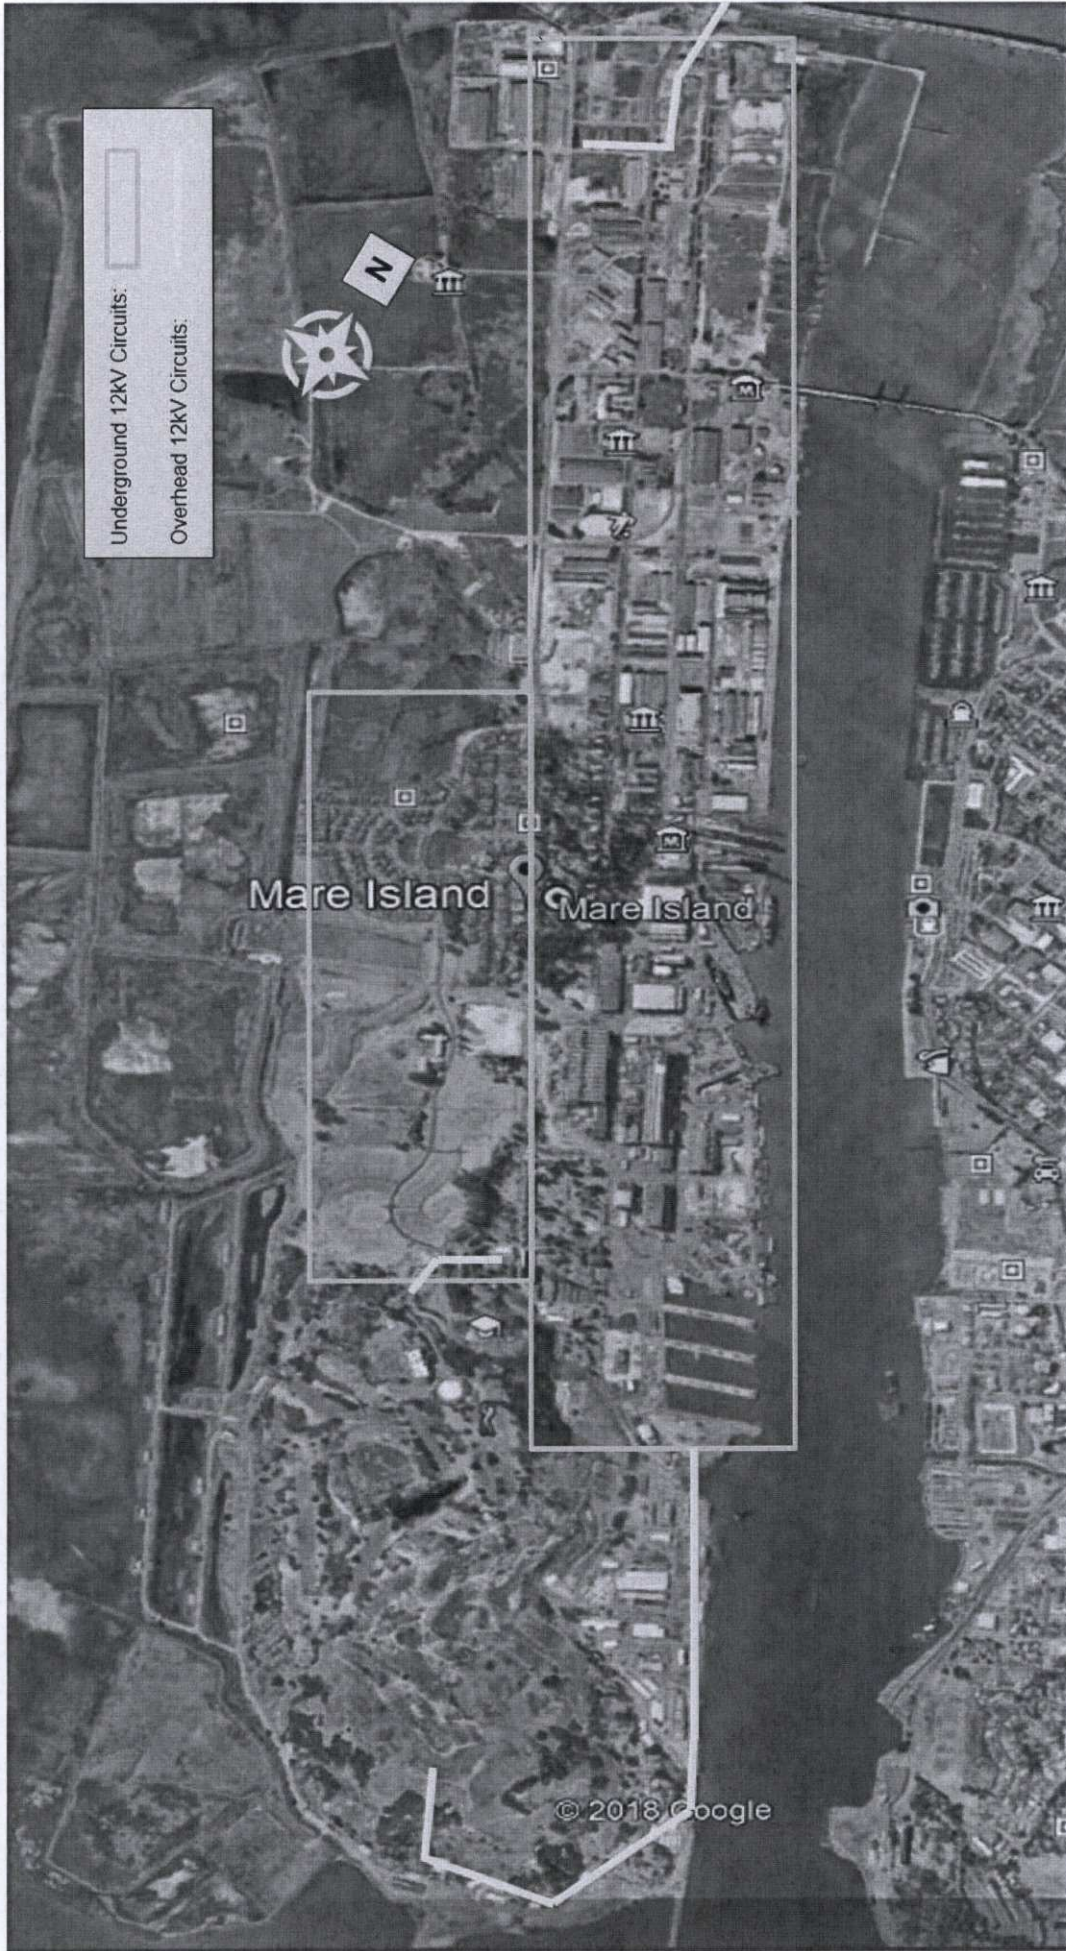 Underground 12kV Circuits:
Overhead 12kV Circuits:
N
Mare Island
Mare Island
© 2018 Google